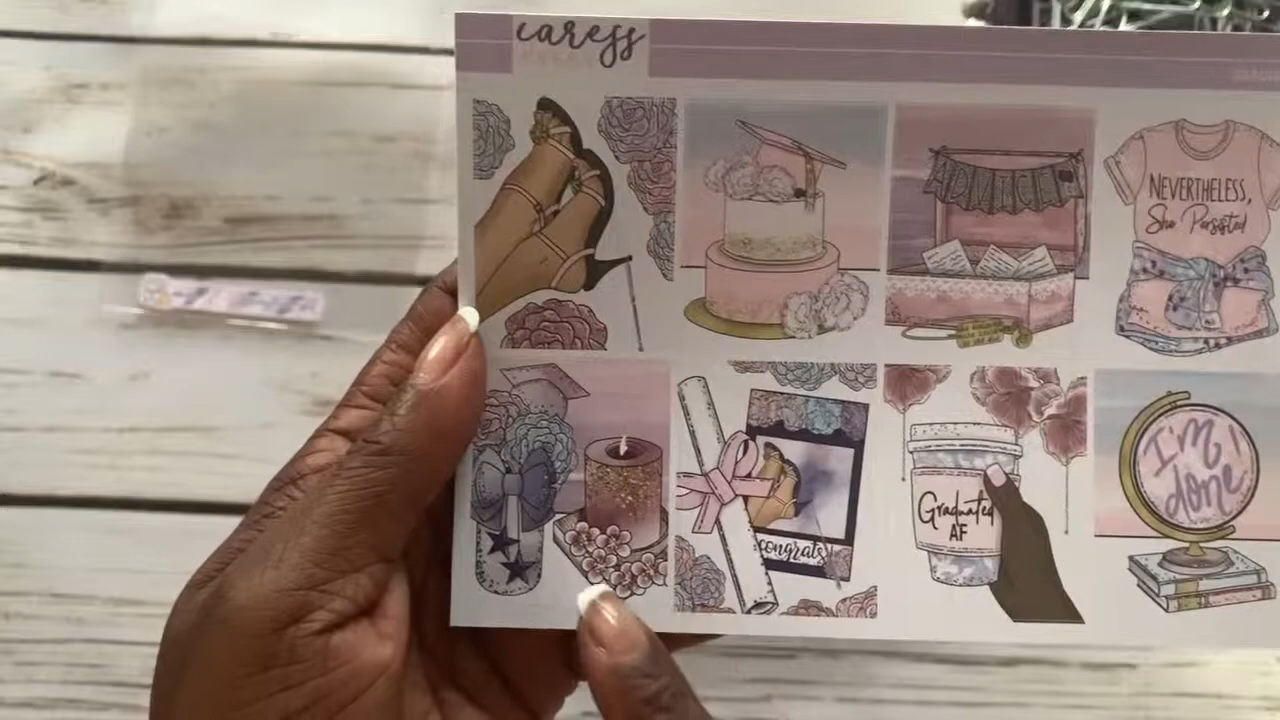 caress
ADVICE
NEVERTHELESS,
She Persisted
congrats
Graduated
AF
I'm
done